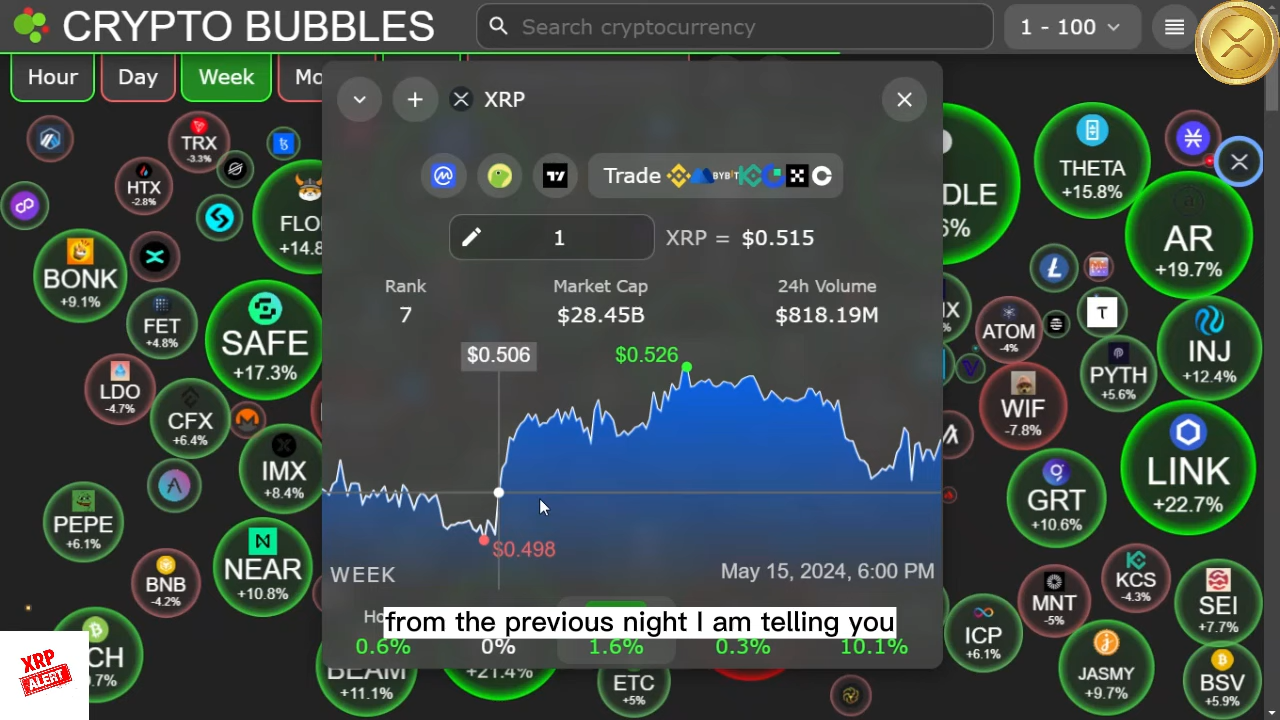 CRYPTO BUBBLES
Search cryptocurrency
1 - 100
Hour
Day
Week
XRP
Trade
BYBIT
1
XRP = $0.515
Rank
Market Cap
24h Volume
7
$28.45B
$818.19M
$0.506
$0.526
$0.498
WEEK
May 15, 2024, 6:00 PM
from the previous night I am telling you
0.6%
0%
1.6%
0.3%
10.1%
TRX
-3.3%
HTX
-2.8%
BONK
+9.1%
FET
+4.8%
SAFE
+17.3%
LDO
-4.7%
CFX
+6.4%
IMX
+8.4%
PEPE
+6.1%
BNB
-4.2%
NEAR
+10.8%
BEAM
+11.1%
+21.4%
ETC
+5%
THETA
+15.8%
AR
+19.7%
ATOM
-4%
INJ
+12.4%
PYTH
+5.6%
WIF
-7.8%
LINK
+22.7%
GRT
+10.6%
KCS
-4.3%
MNT
-5%
SEI
+7.7%
ICP
+6.1%
JASMY
+9.7%
BSV
+5.9%
XRP
ALERT